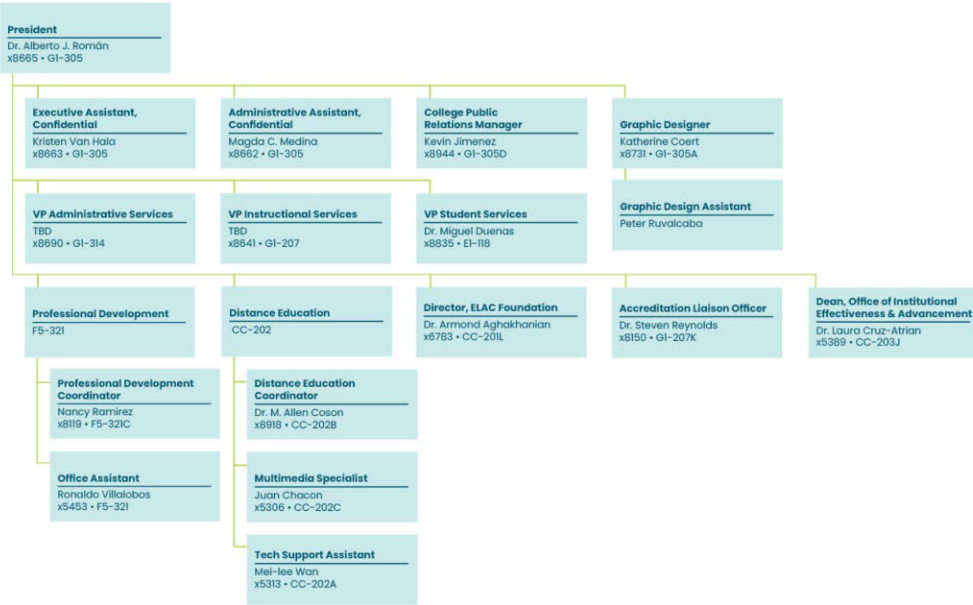 President
Dr. Alberto J. Román
x8665 • G1-305
Executive Assistant,
Confidential
Kristen Van Hala
x8663 • G1-305
Administrative Assistant,
Confidential
Magda C. Medina
x8662 • G1-305
College Public
Relations Manager
Kevin Jimenez
x8944 • G1-305D
Graphic Designer
Katherine Coert
x8731 • G1-305A
Graphic Design Assistant
Peter Ruvalcaba
VP Administrative Services
TBD
x8690 • G1-314
VP Instructional Services
TBD
x8641 • G1-207
VP Student Services
Dr. Miguel Duenas
x8835 • E1-118
Professional Development
F5-321
Distance Education
CC-202
Director, ELAC Foundation
Dr. Armond Aghakhanian
x6783 • CC-201L
Accreditation Liaison Officer
Dr. Steven Reynolds
x8150 • G1-207K
Dean, Office of Institutional
Effectiveness & Advancement
Dr. Laura Cruz-Atrian
x5389 • CC-203J
Professional Development
Coordinator
Nancy Ramirez
x8119 • F5-321C
Office Assistant
Ronaldo Villalobos
x5453 • F5-321
Distance Education
Coordinator
Dr. M. Allen Coson
x8918 • CC-202B
Multimedia Specialist
Juan Chacon
x5306 • CC-202C
Tech Support Assistant
Mei-lee Wan
x5313 • CC-202A